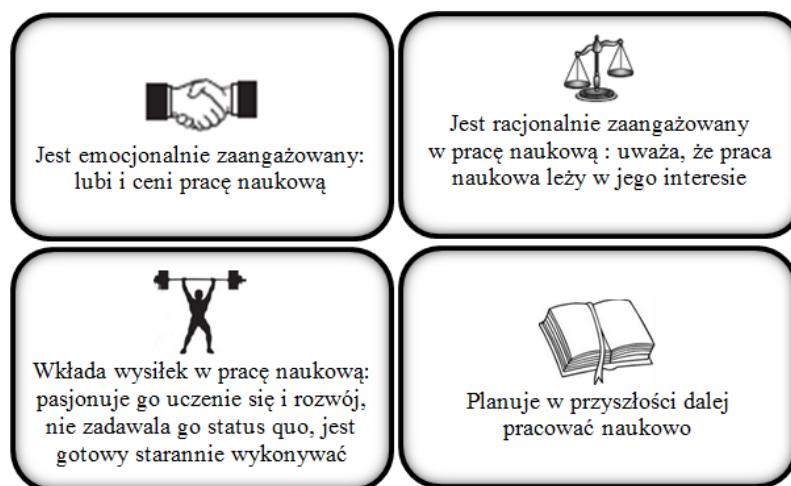 Jest emocjonalnie zaangażowany:
lubi i ceni pracę naukową
Jest racjonalnie zaangażowany
w pracę naukową : uważa, że praca
naukowa leży w jego interesie
Wkłada wysiłek w pracę naukową:
pasjonuje go uczenie się i rozwój,
nie zadawala go status quo, jest
gotowy starannie wykonywać
Planuje w przyszłości dalej
pracować naukowo